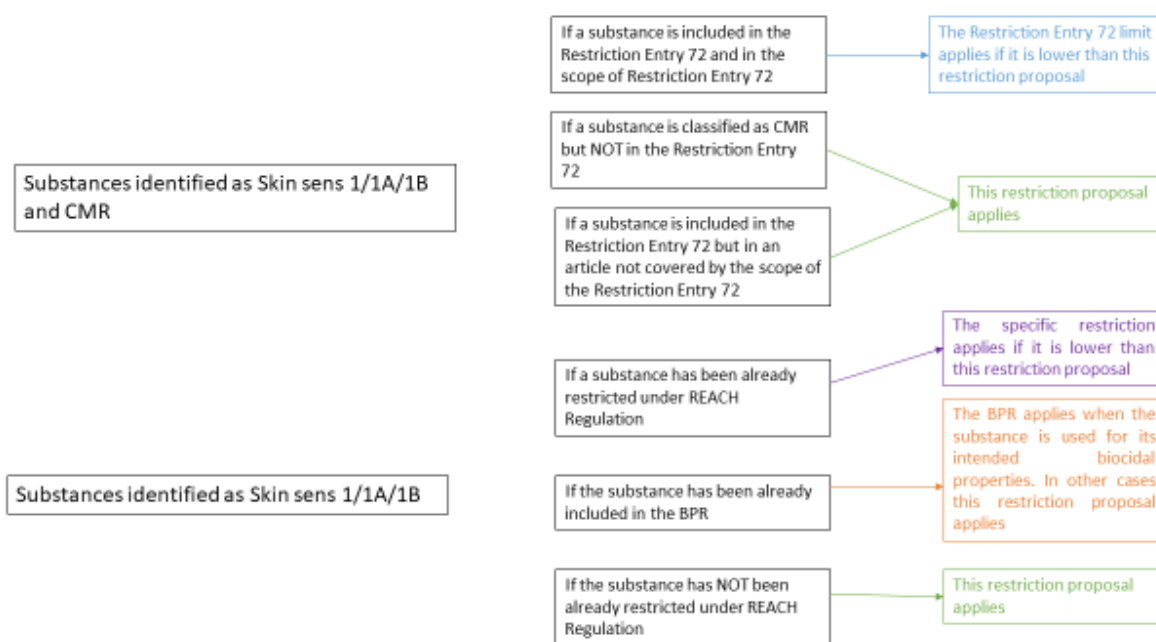 If a substance is included in the
Restriction Entry 72 and in the
scope of Restriction Entry 72
The Restriction Entry 72 limit
applies if it is lower than this
restriction proposal
If a substance is classified as CMR
but NOT in the Restriction Entry
72
Substances identified as Skin sens 1/1A/1B
and CMR
This restriction proposal
applies
If a substance is included in the
Restriction Entry 72 but in an
article not covered by the scope of
the Restriction Entry 72
The specific restriction
applies if it is lower than
this restriction proposal
If a substance has been already
restricted under REACH
Regulation
The BPR applies when the
substance is used for its
intended biocidal
properties. In other cases
this restriction proposal
applies
Substances identified as Skin sens 1/1A/1B
If the substance has been already
included in the BPR
If the substance has NOT been
already restricted under REACH
Regulation
This restriction proposal
applies